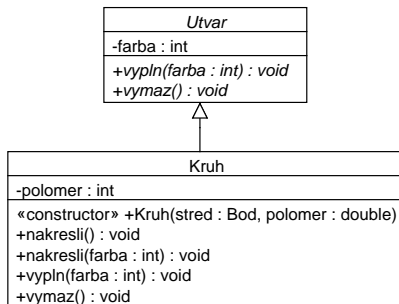 Utvar
-farba : int
+vypln(farba : int) : void
+vymaz() : void
Kruh
-polomer : int
«constructor» +Kruh(stred : Bod, polomer : double)
+nakresli() : void
+nakresli(farba : int) : void
+vypln(farba : int) : void
+vymaz() : void